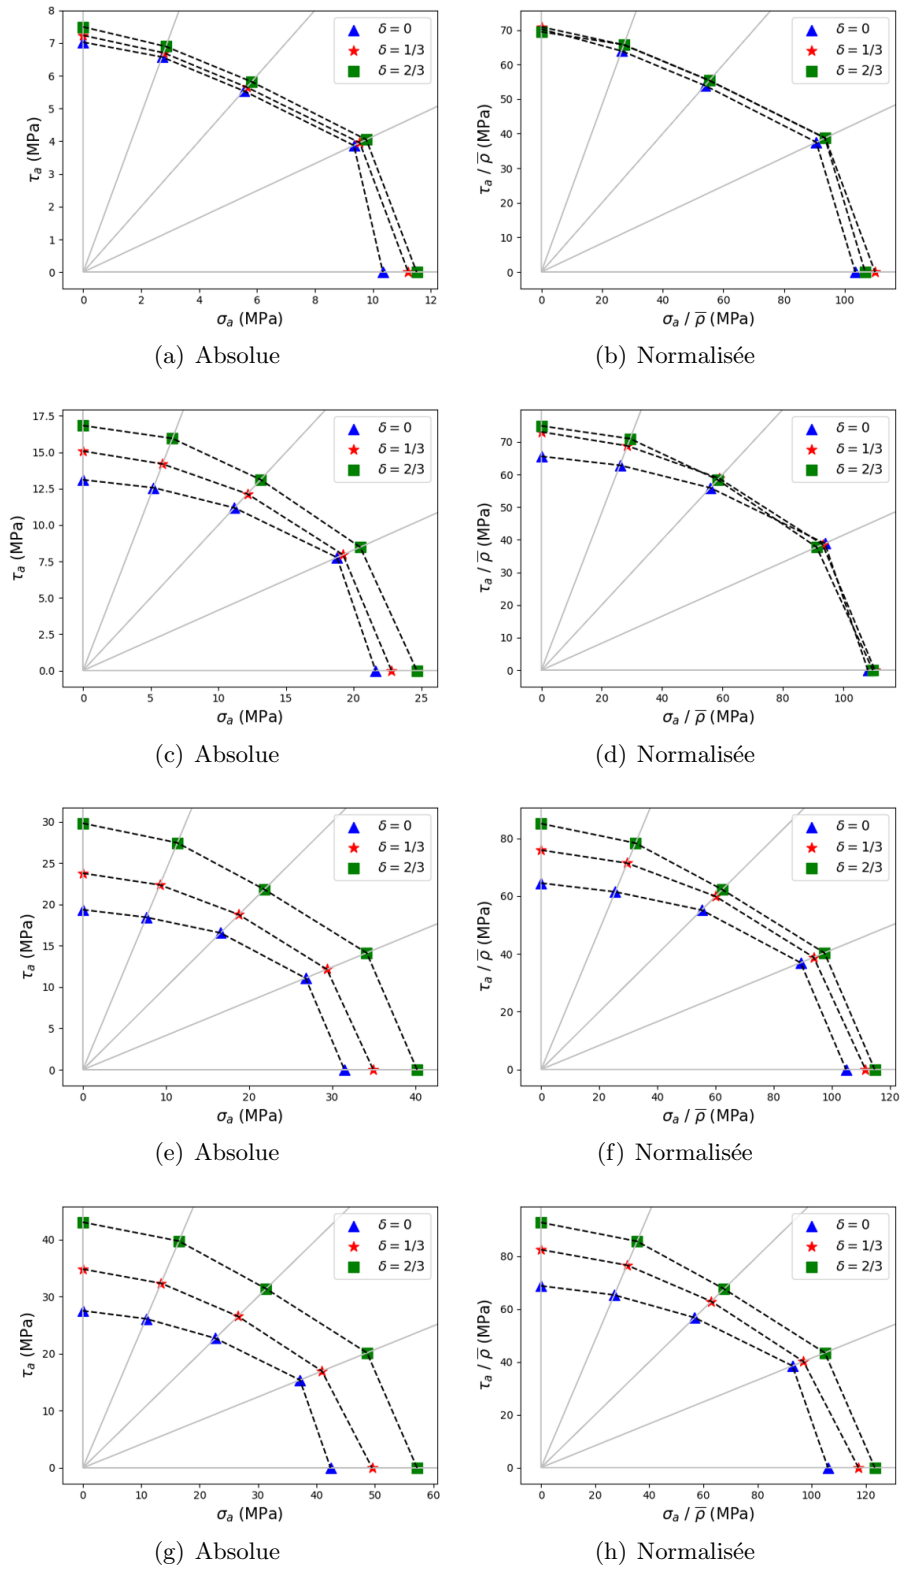 8
7
6
5
4
3
2
1
0
τa (MPa)
0 2 4 6 8 10 12
σa (MPa)
δ = 0
δ = 1/3
δ = 2/3
(a) Absolue
70
60
50
40
30
20
10
0
τa / ρ̅ (MPa)
0 20 40 60 80 100
σa / ρ̅ (MPa)
δ = 0
δ = 1/3
δ = 2/3
(b) Normalisée
17.5
15.0
12.5
10.0
7.5
5.0
2.5
0.0
τa (MPa)
0 5 10 15 20 25
σa (MPa)
δ = 0
δ = 1/3
δ = 2/3
(c) Absolue
70
60
50
40
30
20
10
0
τa / ρ̅ (MPa)
0 20 40 60 80 100
σa / ρ̅ (MPa)
δ = 0
δ = 1/3
δ = 2/3
(d) Normalisée
30
25
20
15
10
5
0
τa (MPa)
0 10 20 30 40
σa (MPa)
δ = 0
δ = 1/3
δ = 2/3
(e) Absolue
80
60
40
20
0
τa / ρ̅ (MPa)
0 20 40 60 80 100 120
σa / ρ̅ (MPa)
δ = 0
δ = 1/3
δ = 2/3
(f) Normalisée
40
30
20
10
0
τa (MPa)
0 10 20 30 40 50 60
σa (MPa)
δ = 0
δ = 1/3
δ = 2/3
(g) Absolue
80
60
40
20
0
τa / ρ̅ (MPa)
0 20 40 60 80 100 120
σa / ρ̅ (MPa)
δ = 0
δ = 1/3
δ = 2/3
(h) Normalisée